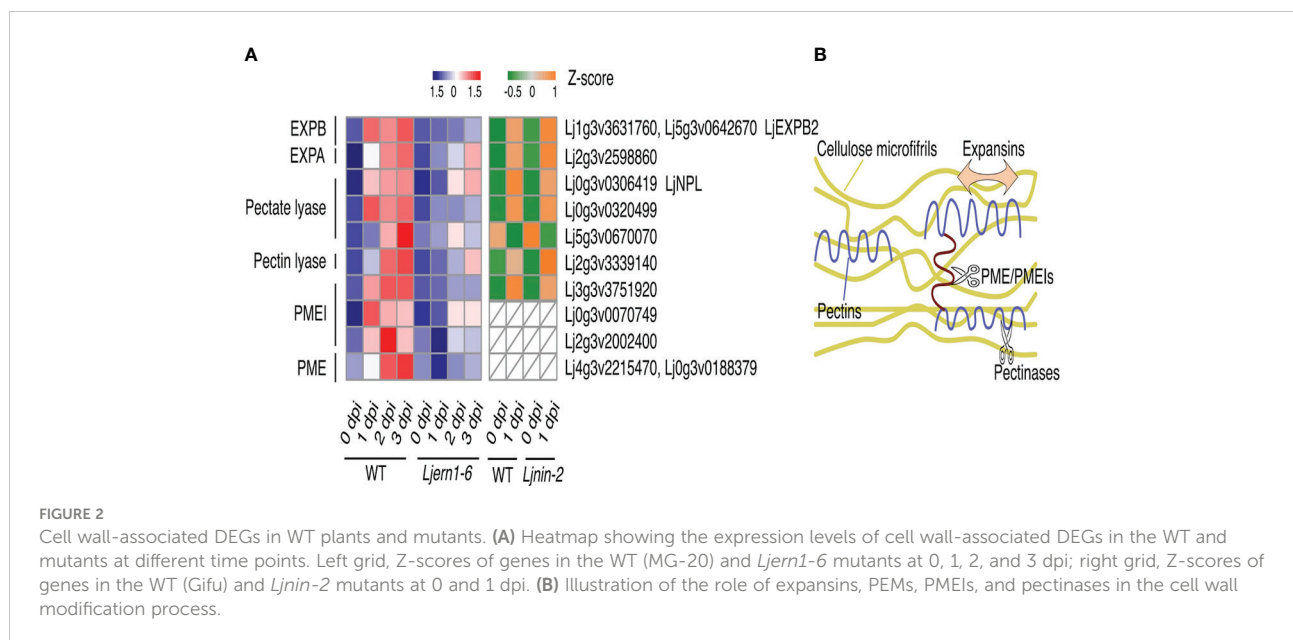 A
B
1.5 0 1.5
-0.5 0 1
Z-score
EXPB
EXPA
Pectate lyase
Pectin lyase
PMEI
PME
Lj1g3v3631760, Lj5g3v0642670 LjEXPB2
Lj2g3v2598860
Lj0g3v0306419 LjNPL
Lj0g3v0320499
Lj5g3v0670070
Lj2g3v3339140
Lj3g3v3751920
Lj0g3v0070749
Lj2g3v2002400
Lj4g3v2215470, Lj0g3v0188379
0 dpi
1 dpi
2 dpi
3 dpi
0 dpi
1 dpi
2 dpi
3 dpi
0 dpi
1 dpi
0 dpi
1 dpi
WT
Ljern1-6
WT
Ljnin-2
Cellulose microfifrils
Expansins
PME/PMEIs
Pectins
Pectinases
FIGURE 2
Cell wall-associated DEGs in WT plants and mutants. (A) Heatmap showing the expression levels of cell wall-associated DEGs in the WT and
mutants at different time points. Left grid, Z-scores of genes in the WT (MG-20) and Ljern1-6 mutants at 0, 1, 2, and 3 dpi; right grid, Z-scores of
genes in the WT (Gifu) and Ljnin-2 mutants at 0 and 1 dpi. (B) Illustration of the role of expansins, PEMs, PMEIs, and pectinases in the cell wall
modification process.